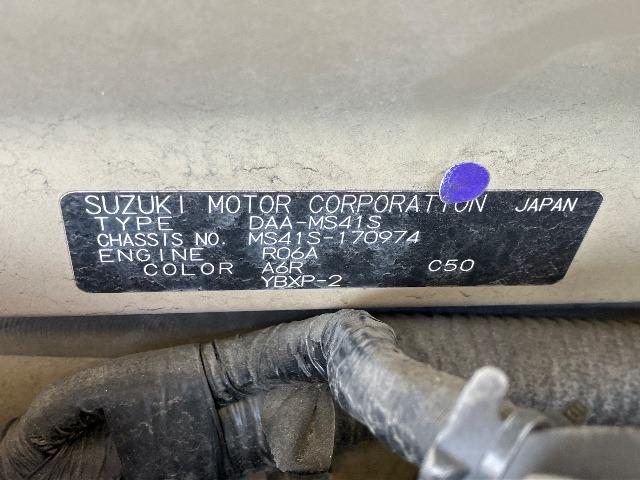 SUZUKI MOTOR CORPORATION JAPAN
TYPE DAA-MS41S
CHASSIS NO. MS41S-170974
ENGINE R06A
COLOR A6R C50
YBXP-2